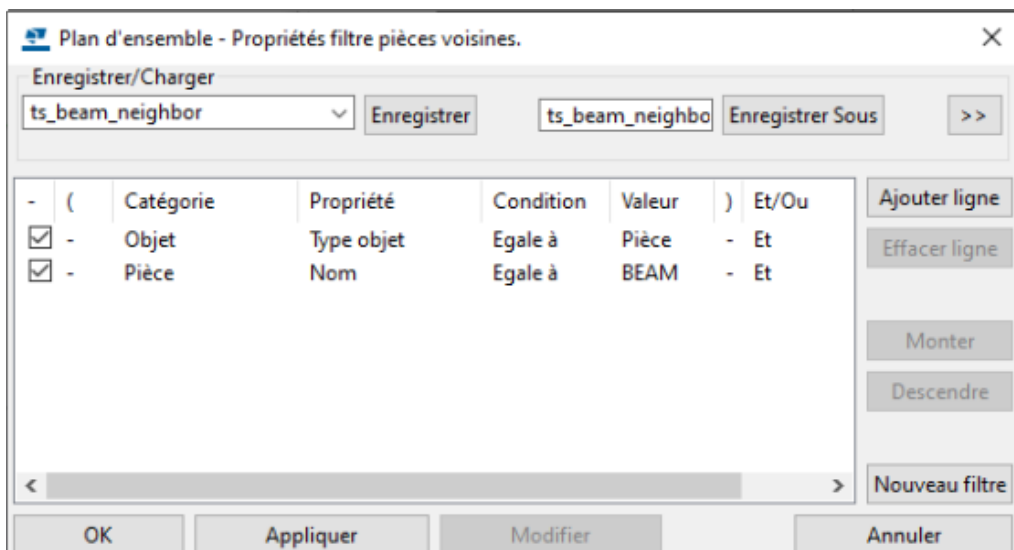 Plan d'ensemble - Propriétés filtre pièces voisines.
Enregistrer/Charger
ts_beam_neighbor Enregistrer ts_beam_neighbo Enregistrer Sous >>
- ( Catégorie Propriété Condition Valeur ) Et/Ou Ajouter ligne
- Objet Type objet Egale à Pièce - Et
Effacer ligne
- Pièce Nom Egale à BEAM - Et
Monter
Descendre
Nouveau filtre
OK Appliquer Modifier Annuler